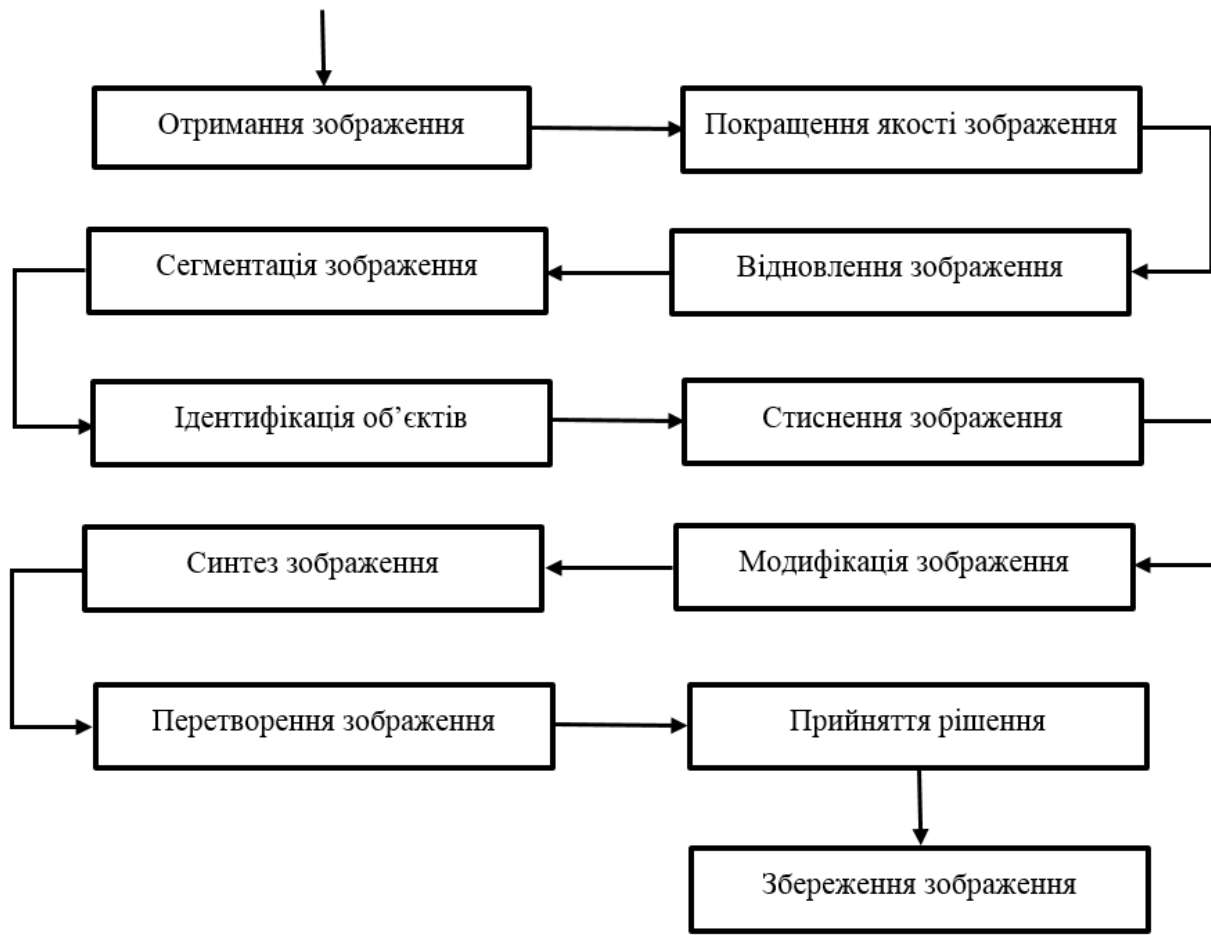 Отримання зображення
Покращення якості зображення
Відновлення зображення
Сегментація зображення
Ідентифікація об’єктів
Стиснення зображення
Модифікація зображення
Синтез зображення
Перетворення зображення
Прийняття рішення
Збереження зображення